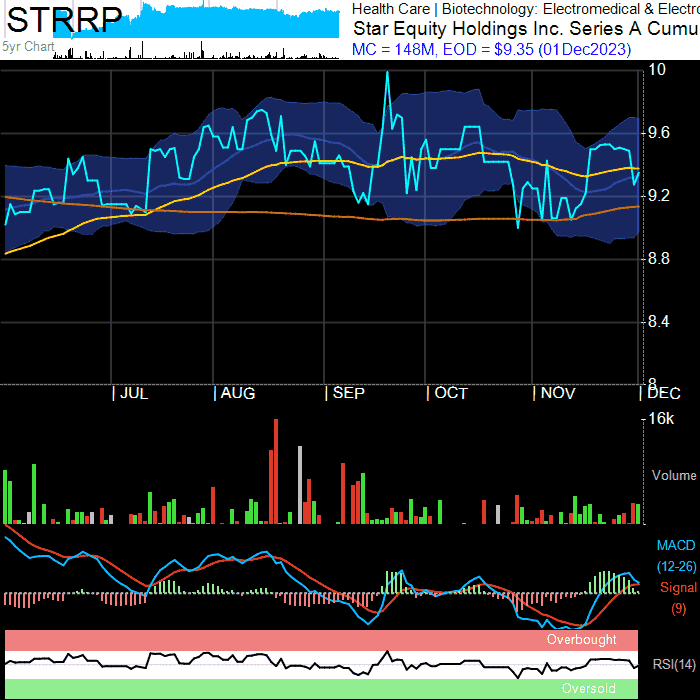 STRRP
5yr Chart
Health Care | Biotechnology: Electromedical & Electro
Star Equity Holdings Inc. Series A Cumu
MC = 148M, EOD = $9.35 (01Dec2023)
10
9.6
9.2
8.8
8.4
8
| JUL | AUG | SEP | OCT | NOV | DEC
16k
Volume
MACD
(12-26)
Signal
(9)
Overbought
RSI(14)
Oversold